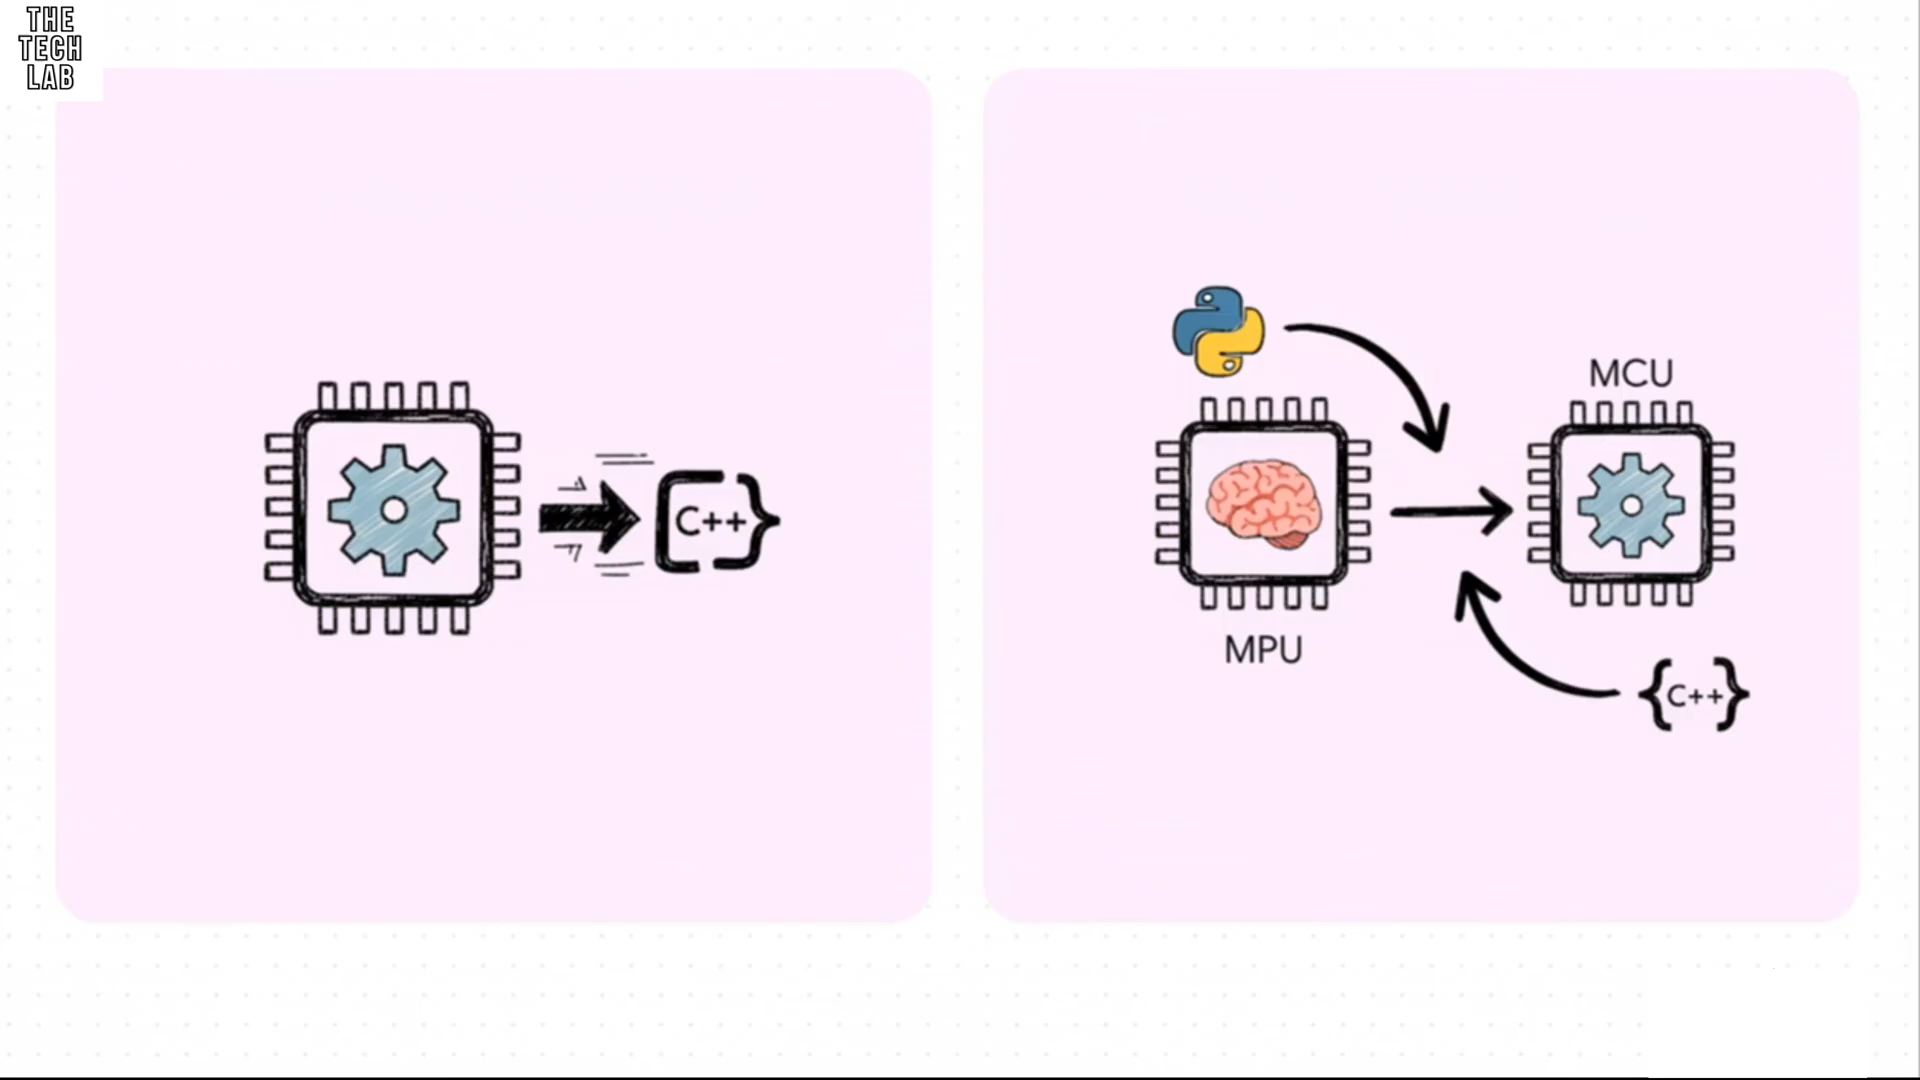 THE
TECH
LAB
C++
MCU
MPU
{C++}